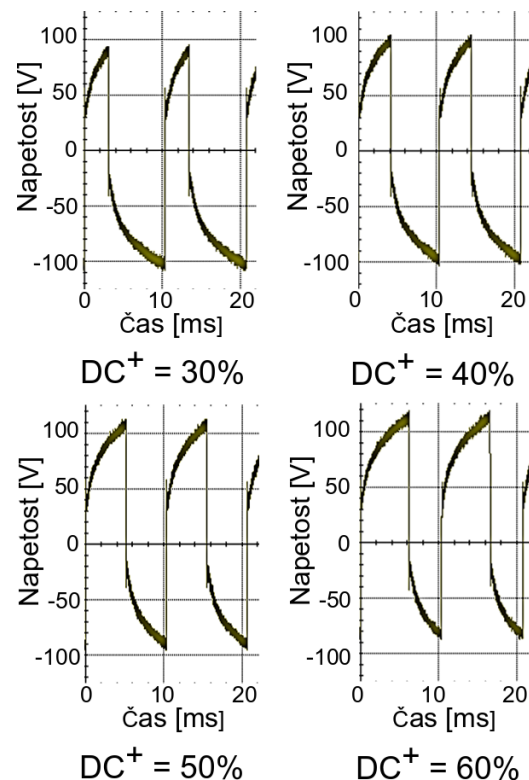 100
50
0
-50
-100
Napetost [V]
0 10 20
Čas [ms]
DC+ = 30%
100
50
0
-50
-100
Napetost [V]
0 10 20
Čas [ms]
DC+ = 40%
100
50
0
-50
-100
Napetost [V]
0 10 20
Čas [ms]
DC+ = 50%
100
50
0
-50
-100
Napetost [V]
0 10 20
Čas [ms]
DC+ = 60%